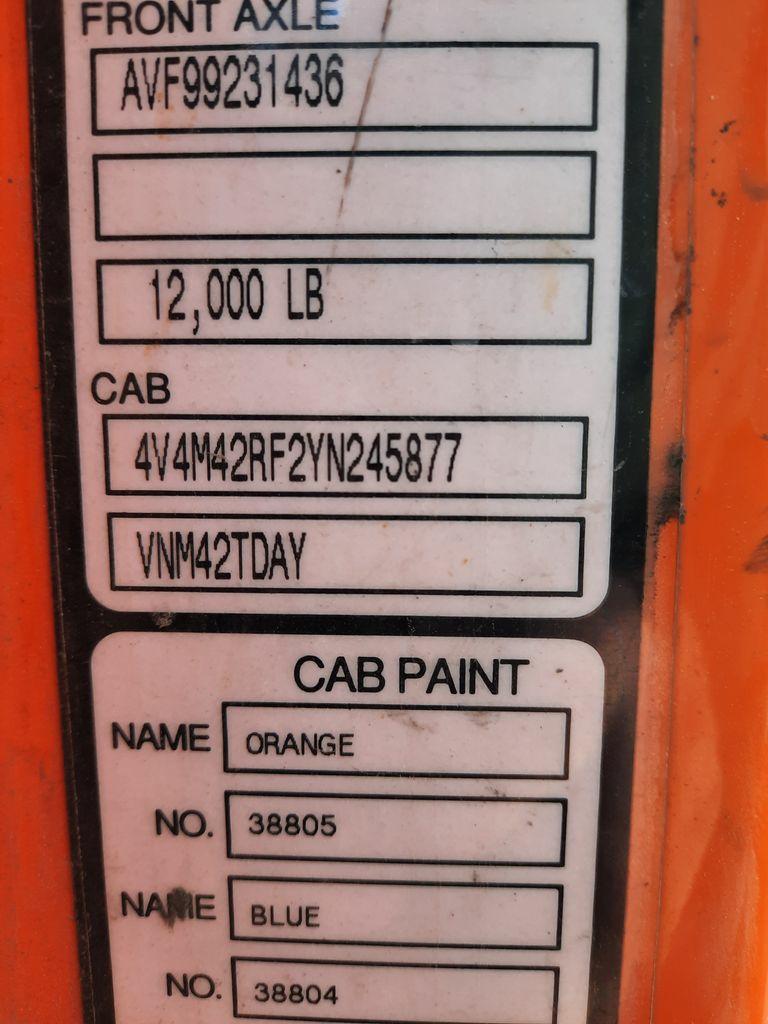 FRONT AXLE
AVF99231436
12,000 LB
CAB
4V4M42RF2YN245877
VNM42TDAY
CAB PAINT
NAME ORANGE
NO. 38805
NAME BLUE
NO. 38804